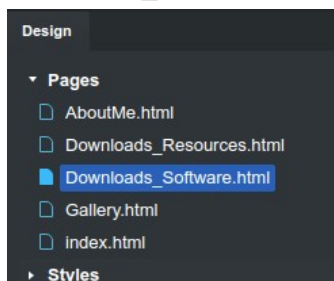 Design
Pages
AboutMe.html
Downloads_Resources.html
Downloads_Software.html
Gallery.html
index.html
Styles